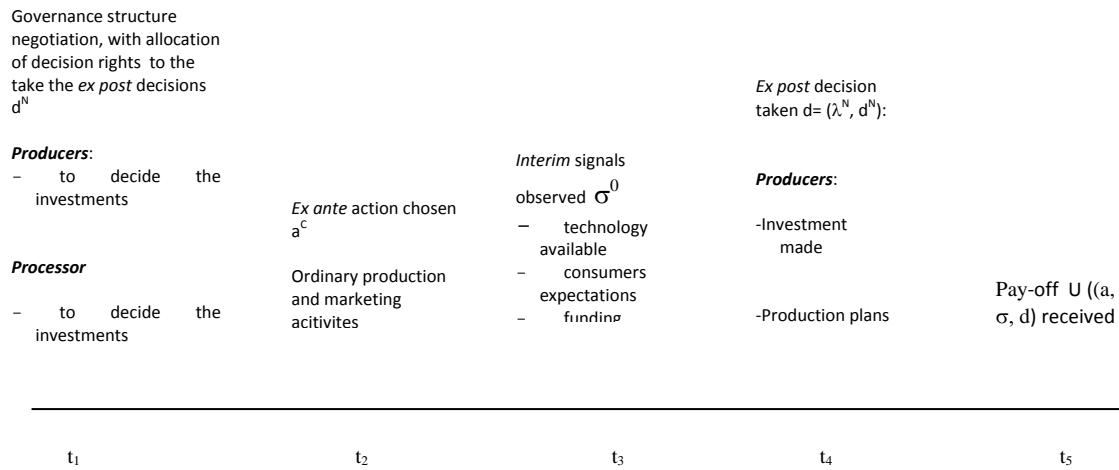 Governance structure
negotiation, with allocation
of decision rights to the
take the ex post decisions
d^N
Producers:
– to decide the
investments
Processor
– to decide the
investments
Ex ante action chosen
a^C
Ordinary production
and marketing
acitivites
Interim signals
observed σ^0
– technology
available
– consumers
expectations
– funding
Ex post decision
taken d= (λ^N, d^N):
Producers:
-Investment
made
-Production plans
Pay-off U ((a,
σ, d) received
t1 t2 t3 t4 t5